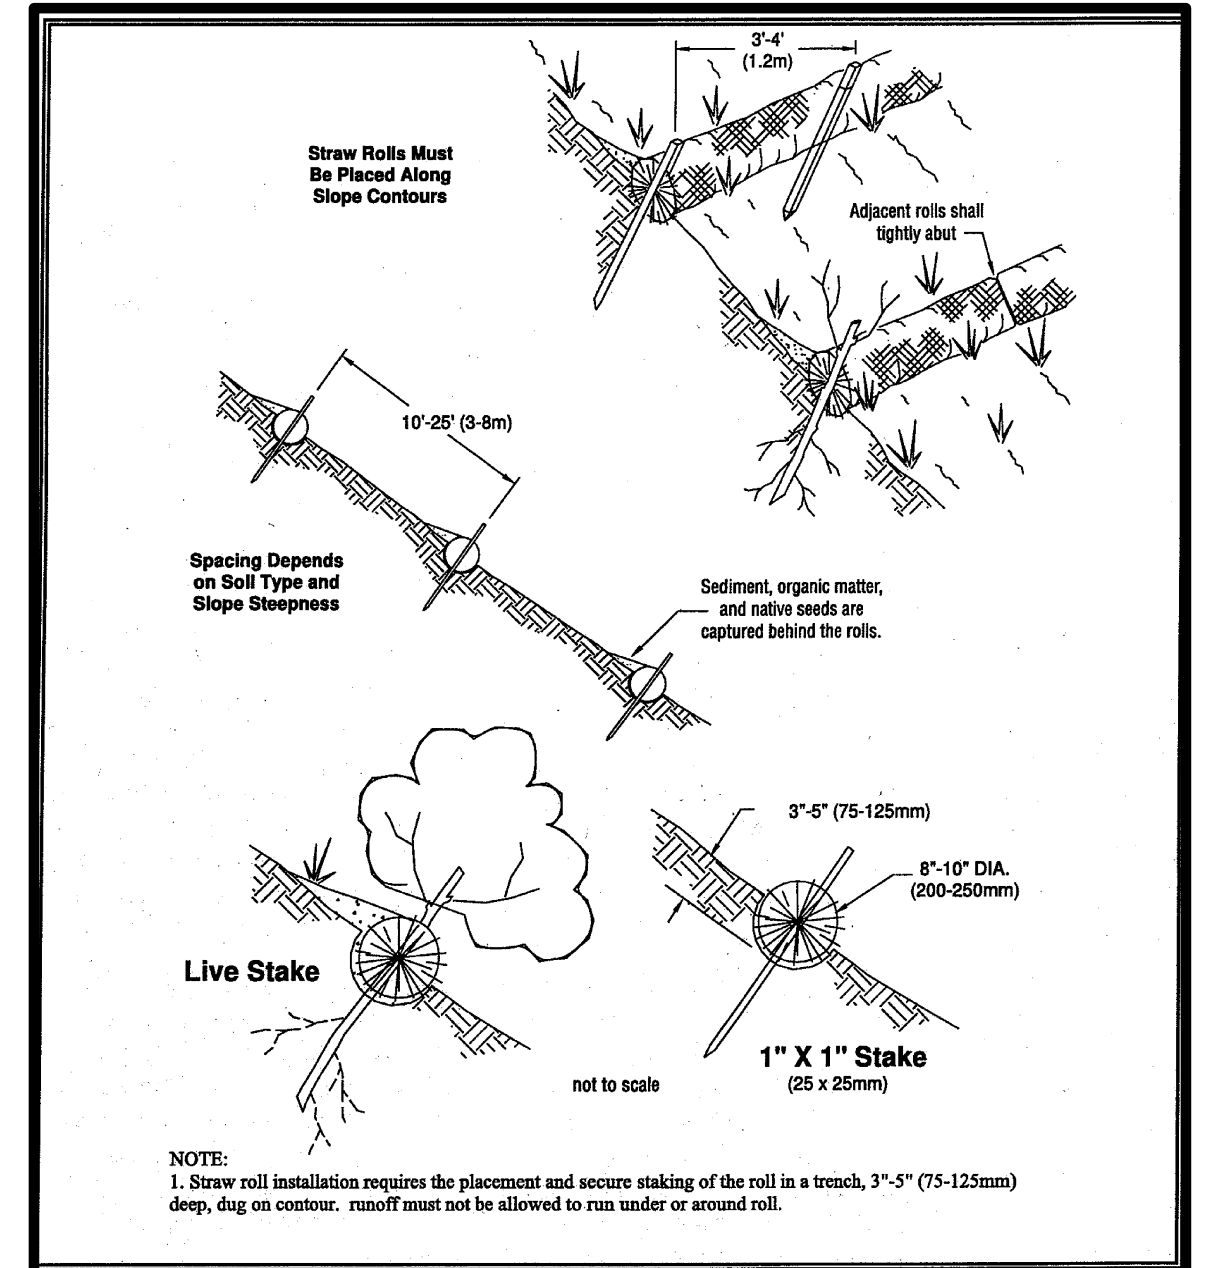 3'-4'
(1.2m)
Straw Rolls Must
Be Placed Along
Slope Contours
Adjacent rolls shall
tightly abut
10'-25' (3-8m)
Spacing Depends
on Soil Type and
Slope Steepness
Sediment, organic matter,
and native seeds are
captured behind the rolls.
3"-5" (75-125mm)
8"-10" DIA.
(200-250mm)
Live Stake
1" X 1" Stake
(25 x 25mm)
not to scale
NOTE:
1. Straw roll installation requires the placement and secure staking of the roll in a trench, 3"-5" (75-125mm)
deep, dug on contour. runoff must not be allowed to run under or around roll.